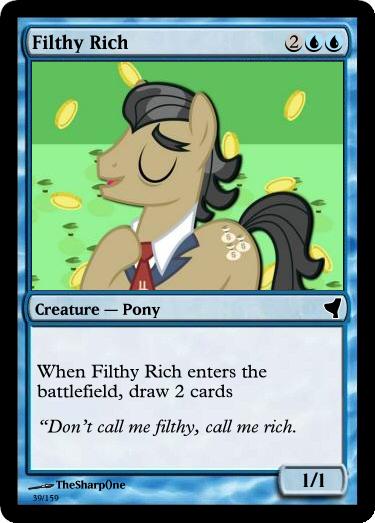 Filthy Rich 2
Creature — Pony
When Filthy Rich enters the
battlefield, draw 2 cards
“Don’t call me filthy, call me rich.
1/1
TheSharpOne
39/159